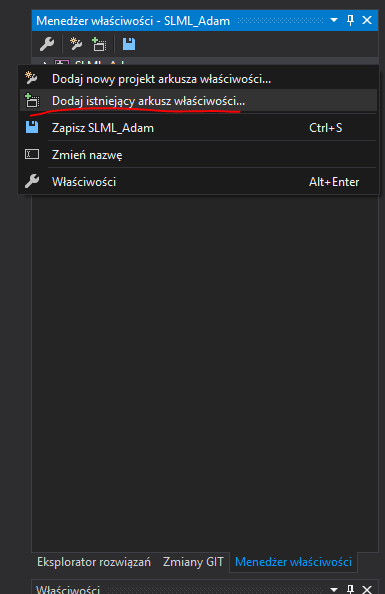 Menedżer właściwości - SLML_Adam
Dodaj nowy projekt arkusza właściwości...
Dodaj istniejący arkusz właściwości...
Zapisz SLML_Adam Ctrl+S
Zmień nazwę
Właściwości Alt+Enter
Eksplorator rozwiązań Zmiany GIT Menedżer właściwości
Właściwości